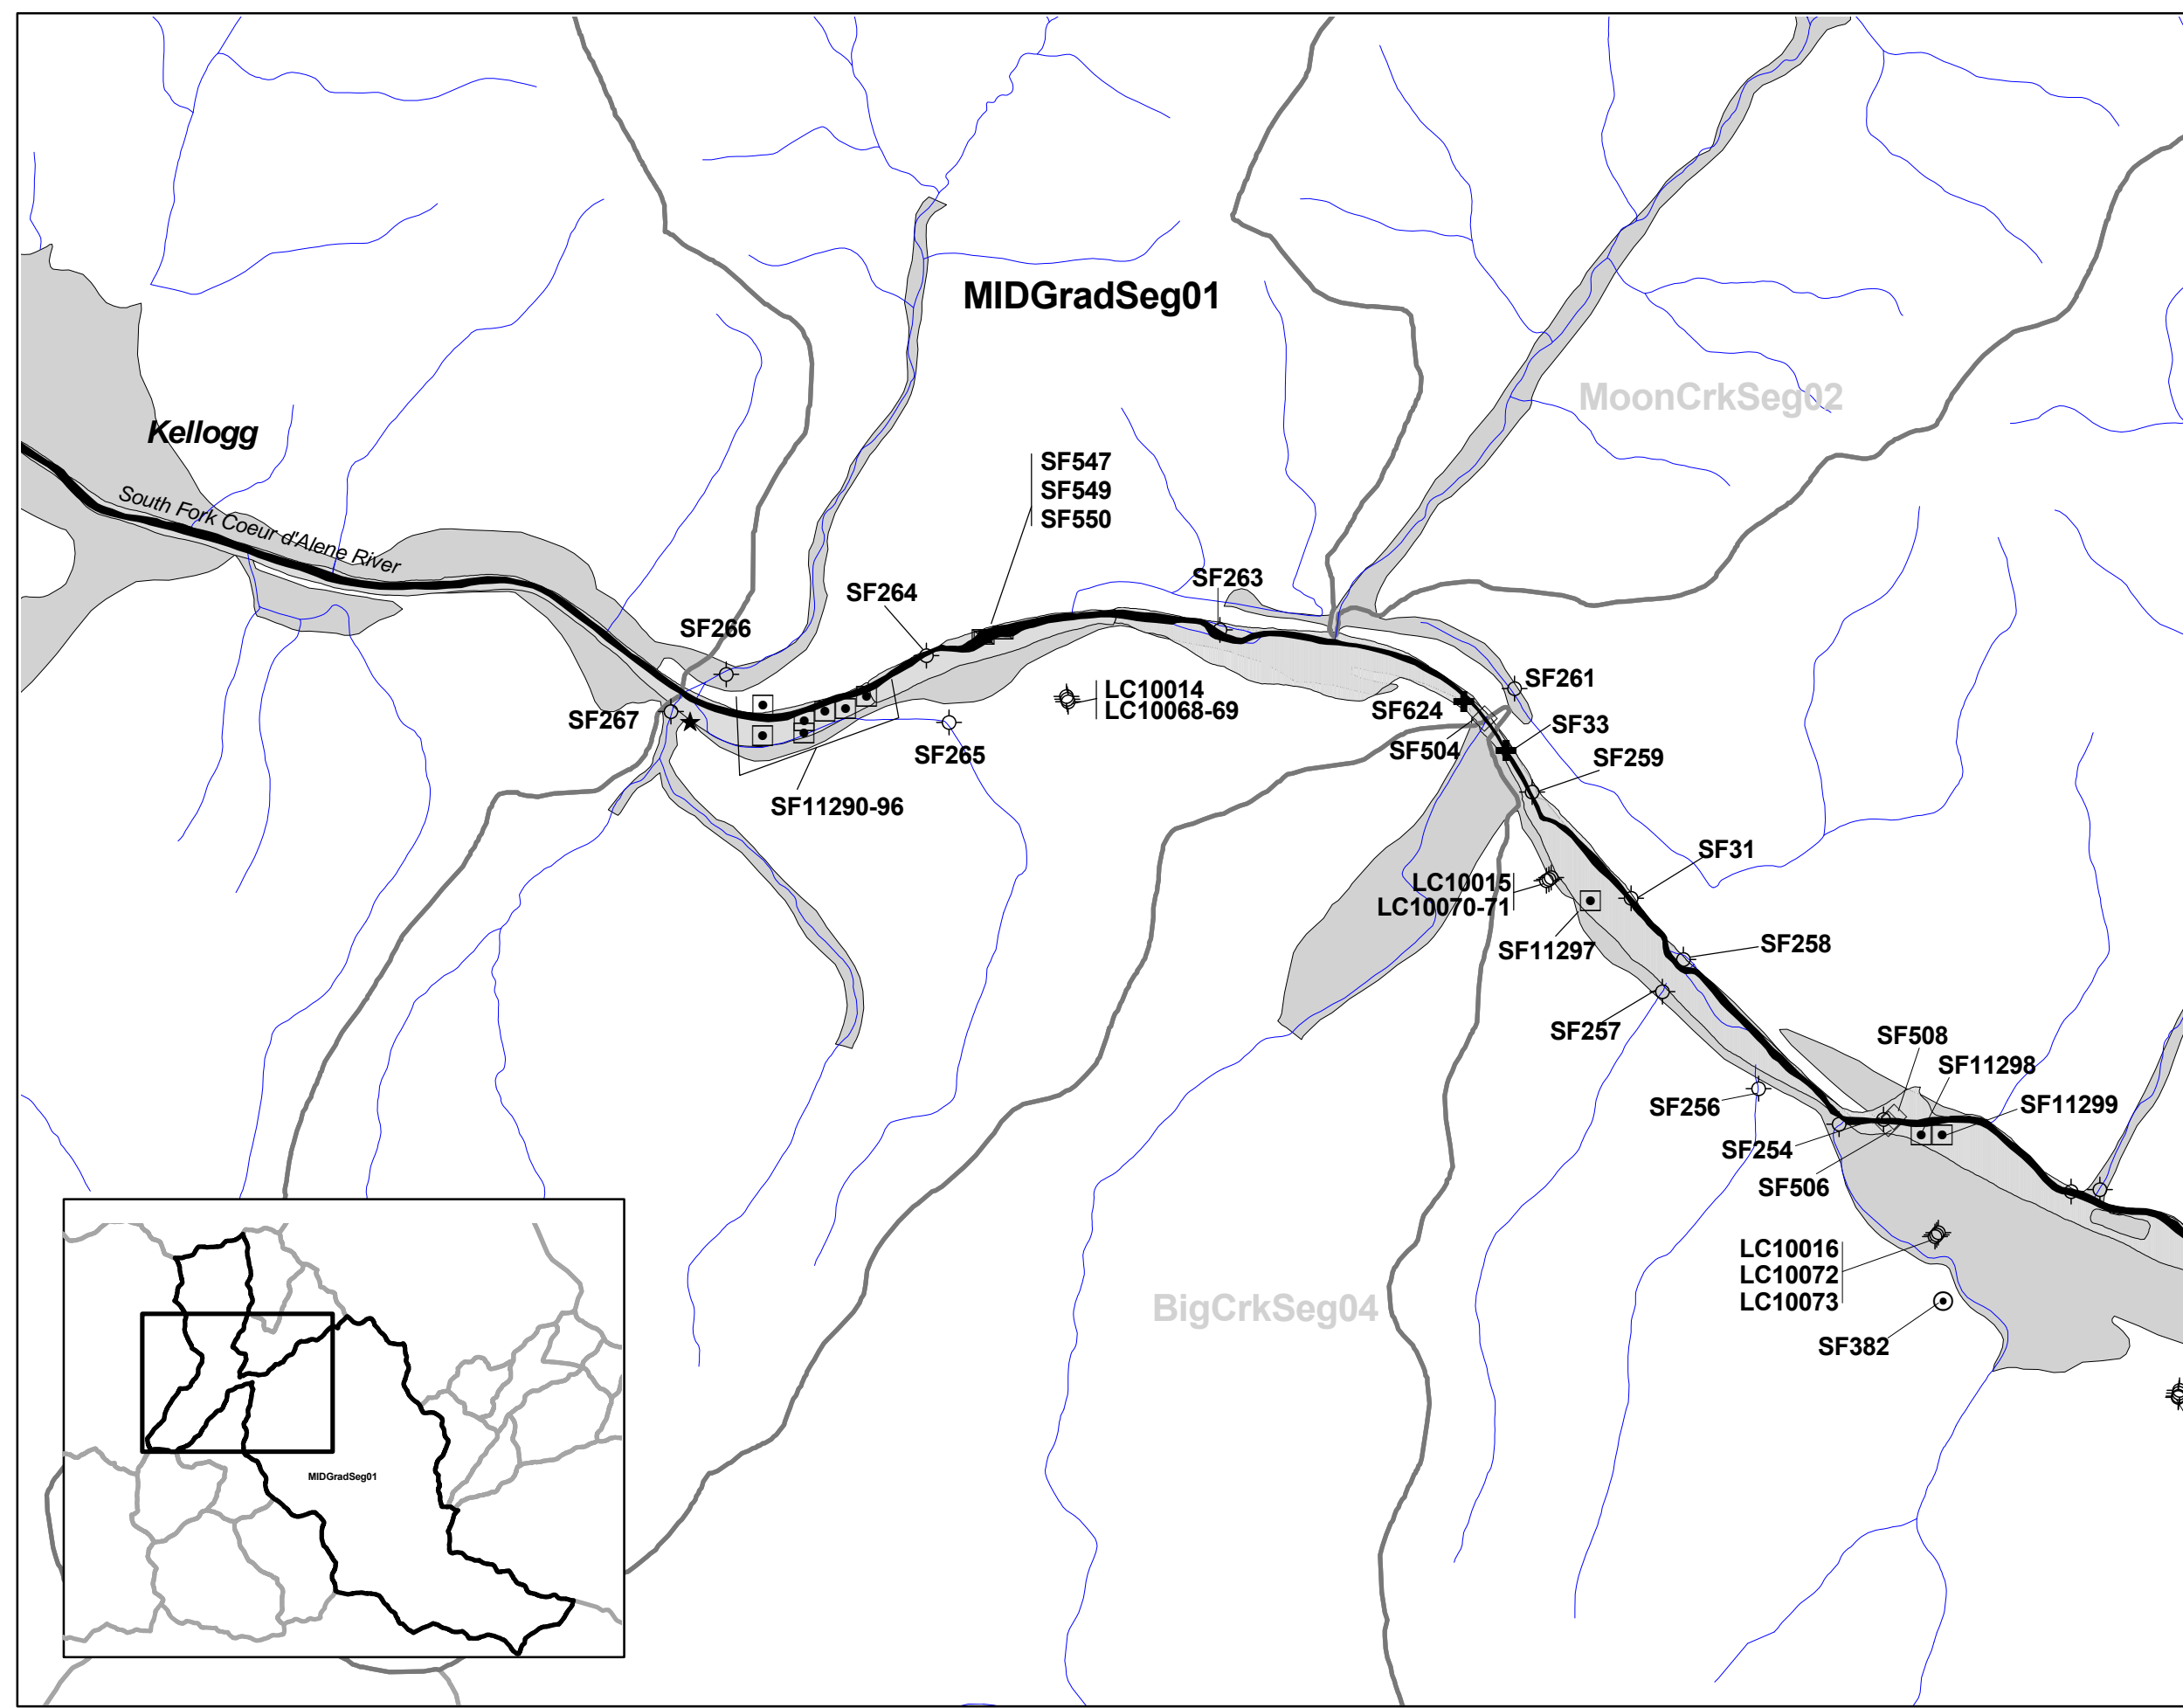 MIDGradSeg01
MoonCrkSeg02
Kellogg
South Fork Coeur d'Alene River
SF547
SF549
SF550
SF263
SF264
SF266
SF267
SF265
SF11290-96
LC10014
LC10068-69
SF261
SF624
SF33
SF504
SF259
SF31
LC10015
LC10070-71
SF11297
SF258
SF257
SF508
SF11298
SF11299
SF256
SF254
SF506
LC10016
LC10072
LC10073
SF382
BigCrkSeg04
MIDGradSeg01